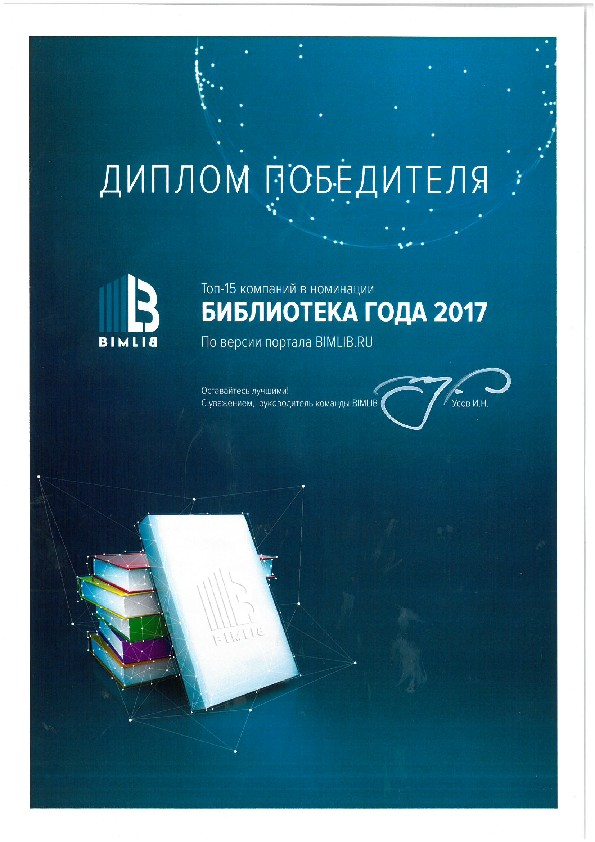 ДИПЛОМ ПОБЕДИТЕЛЯ
Топ-15 компаний в номинации
БИБЛИОТЕКА ГОДА 2017
По версии портала BIMLIB.RU
BIMLIB
Оставайтесь лучшими!
С уважением, руководитель команды BIMLIB Усов И.Н.
BIMLIB